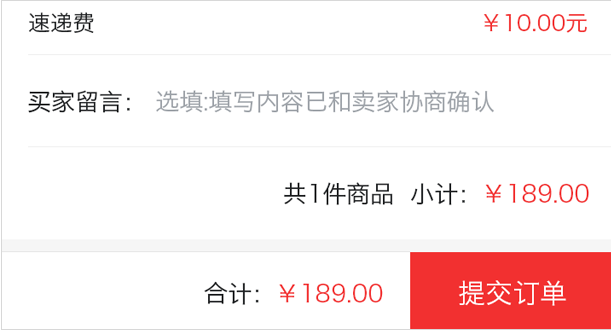 速递费 ￥10.00元
买家留言： 选填:填写内容已和卖家协商确认
共1件商品 小计：￥189.00
合计：￥189.00 提交订单